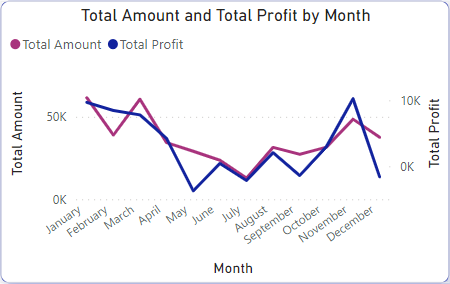 Total Amount and Total Profit by Month
Total Amount Total Profit
Total Amount
50K
0K
10K
0K
Total Profit
January
February
March
April
May
June
July
August
September
October
November
December
Month